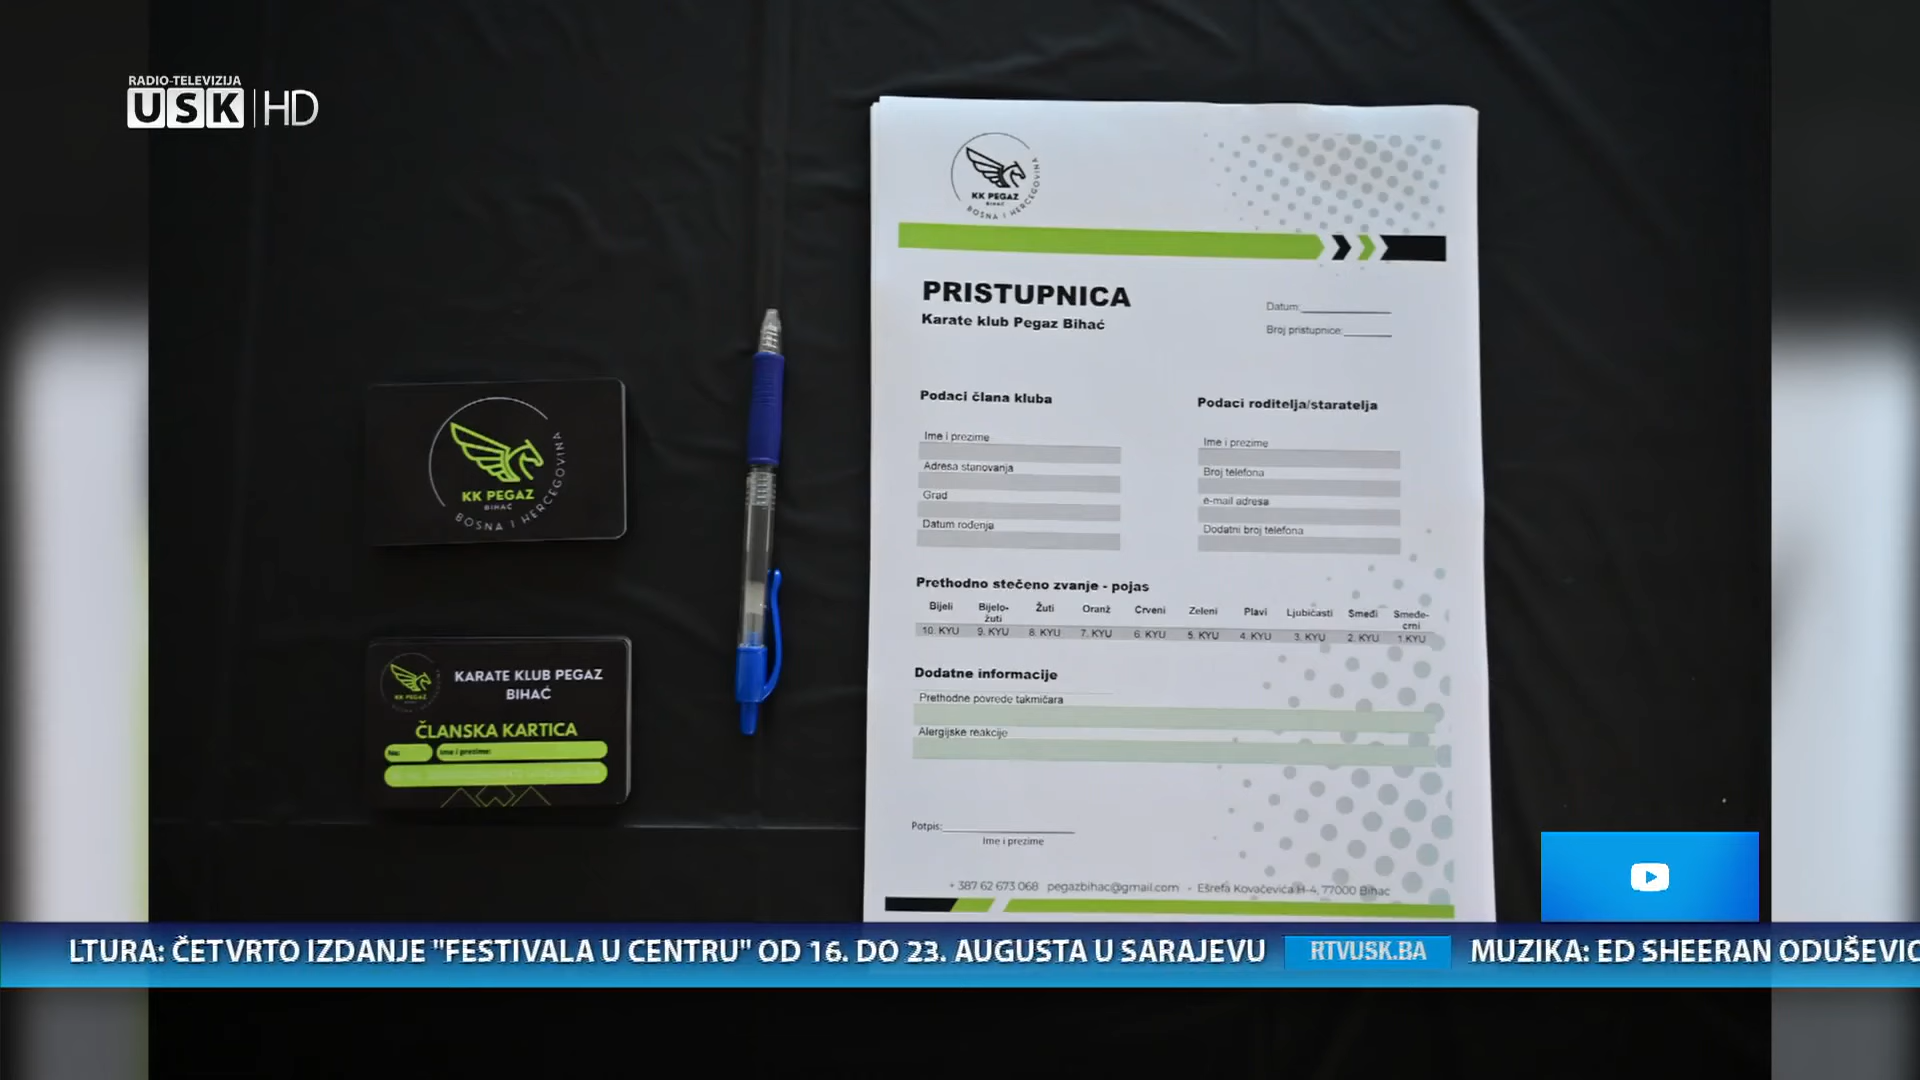 RADIO-TELEVIZIJA
USK HD
KK PEGAZ
BIHAĆ
BOSNA I HERCEGOVINA
PRISTUPNICA
Karate klub Pegaz Bihać
Datum:
Broj pristupnice:
Podaci člana kluba
Ime i prezime
Adresa stanovanja
Grad
Datum rođenja
Podaci roditelja/staratelja
Ime i prezime
Broj telefona
e-mail adresa
Dodatni broj telefona
Prethodno stečeno zvanje - pojas
Bijeli Bijelo-žuti Žuti Oranž Crveni Zeleni Plavi Ljubičasti Smeđi Smeđe-crni
10. KYU 9. KYU 8. KYU 7. KYU 6. KYU 5. KYU 4. KYU 3. KYU 2. KYU 1.KYU
Dodatne informacije
Prethodne povrede takmičara
Alergijske reakcije
Potpis:
Ime i prezime
+ 387 62 673 068 pegazbihac@gmail.com - Ešrefa Kovačevića H-4, 77000 Bihac
KK PEGAZ
BIHAĆ
BOSNA I HERCEGOVINA
KK PEGAZ
KARATE KLUB PEGAZ
BIHAĆ
ČLANSKA KARTICA
No: Ime i prezime:
LTURA: ČETVRTO IZDANJE "FESTIVALA U CENTRU" OD 16. DO 23. AUGUSTA U SARAJEVU RTVUSK.BA MUZIKA: ED SHEERAN ODUŠEVIO